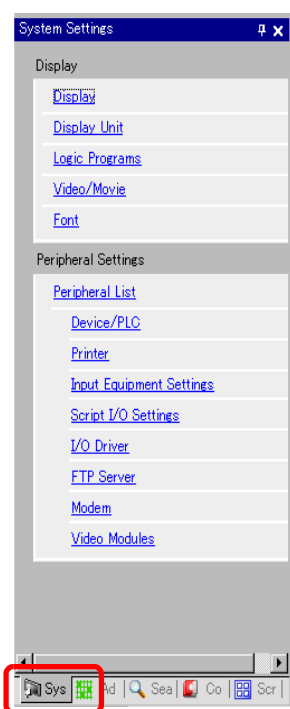 System Settings
Display
Display
Display Unit
Logic Programs
Video/Movie
Font
Peripheral Settings
Peripheral List
Device/PLC
Printer
Input Equipment Settings
Script I/O Settings
I/O Driver
FTP Server
Modem
Video Modules
Sys Ad Sea Co Scr